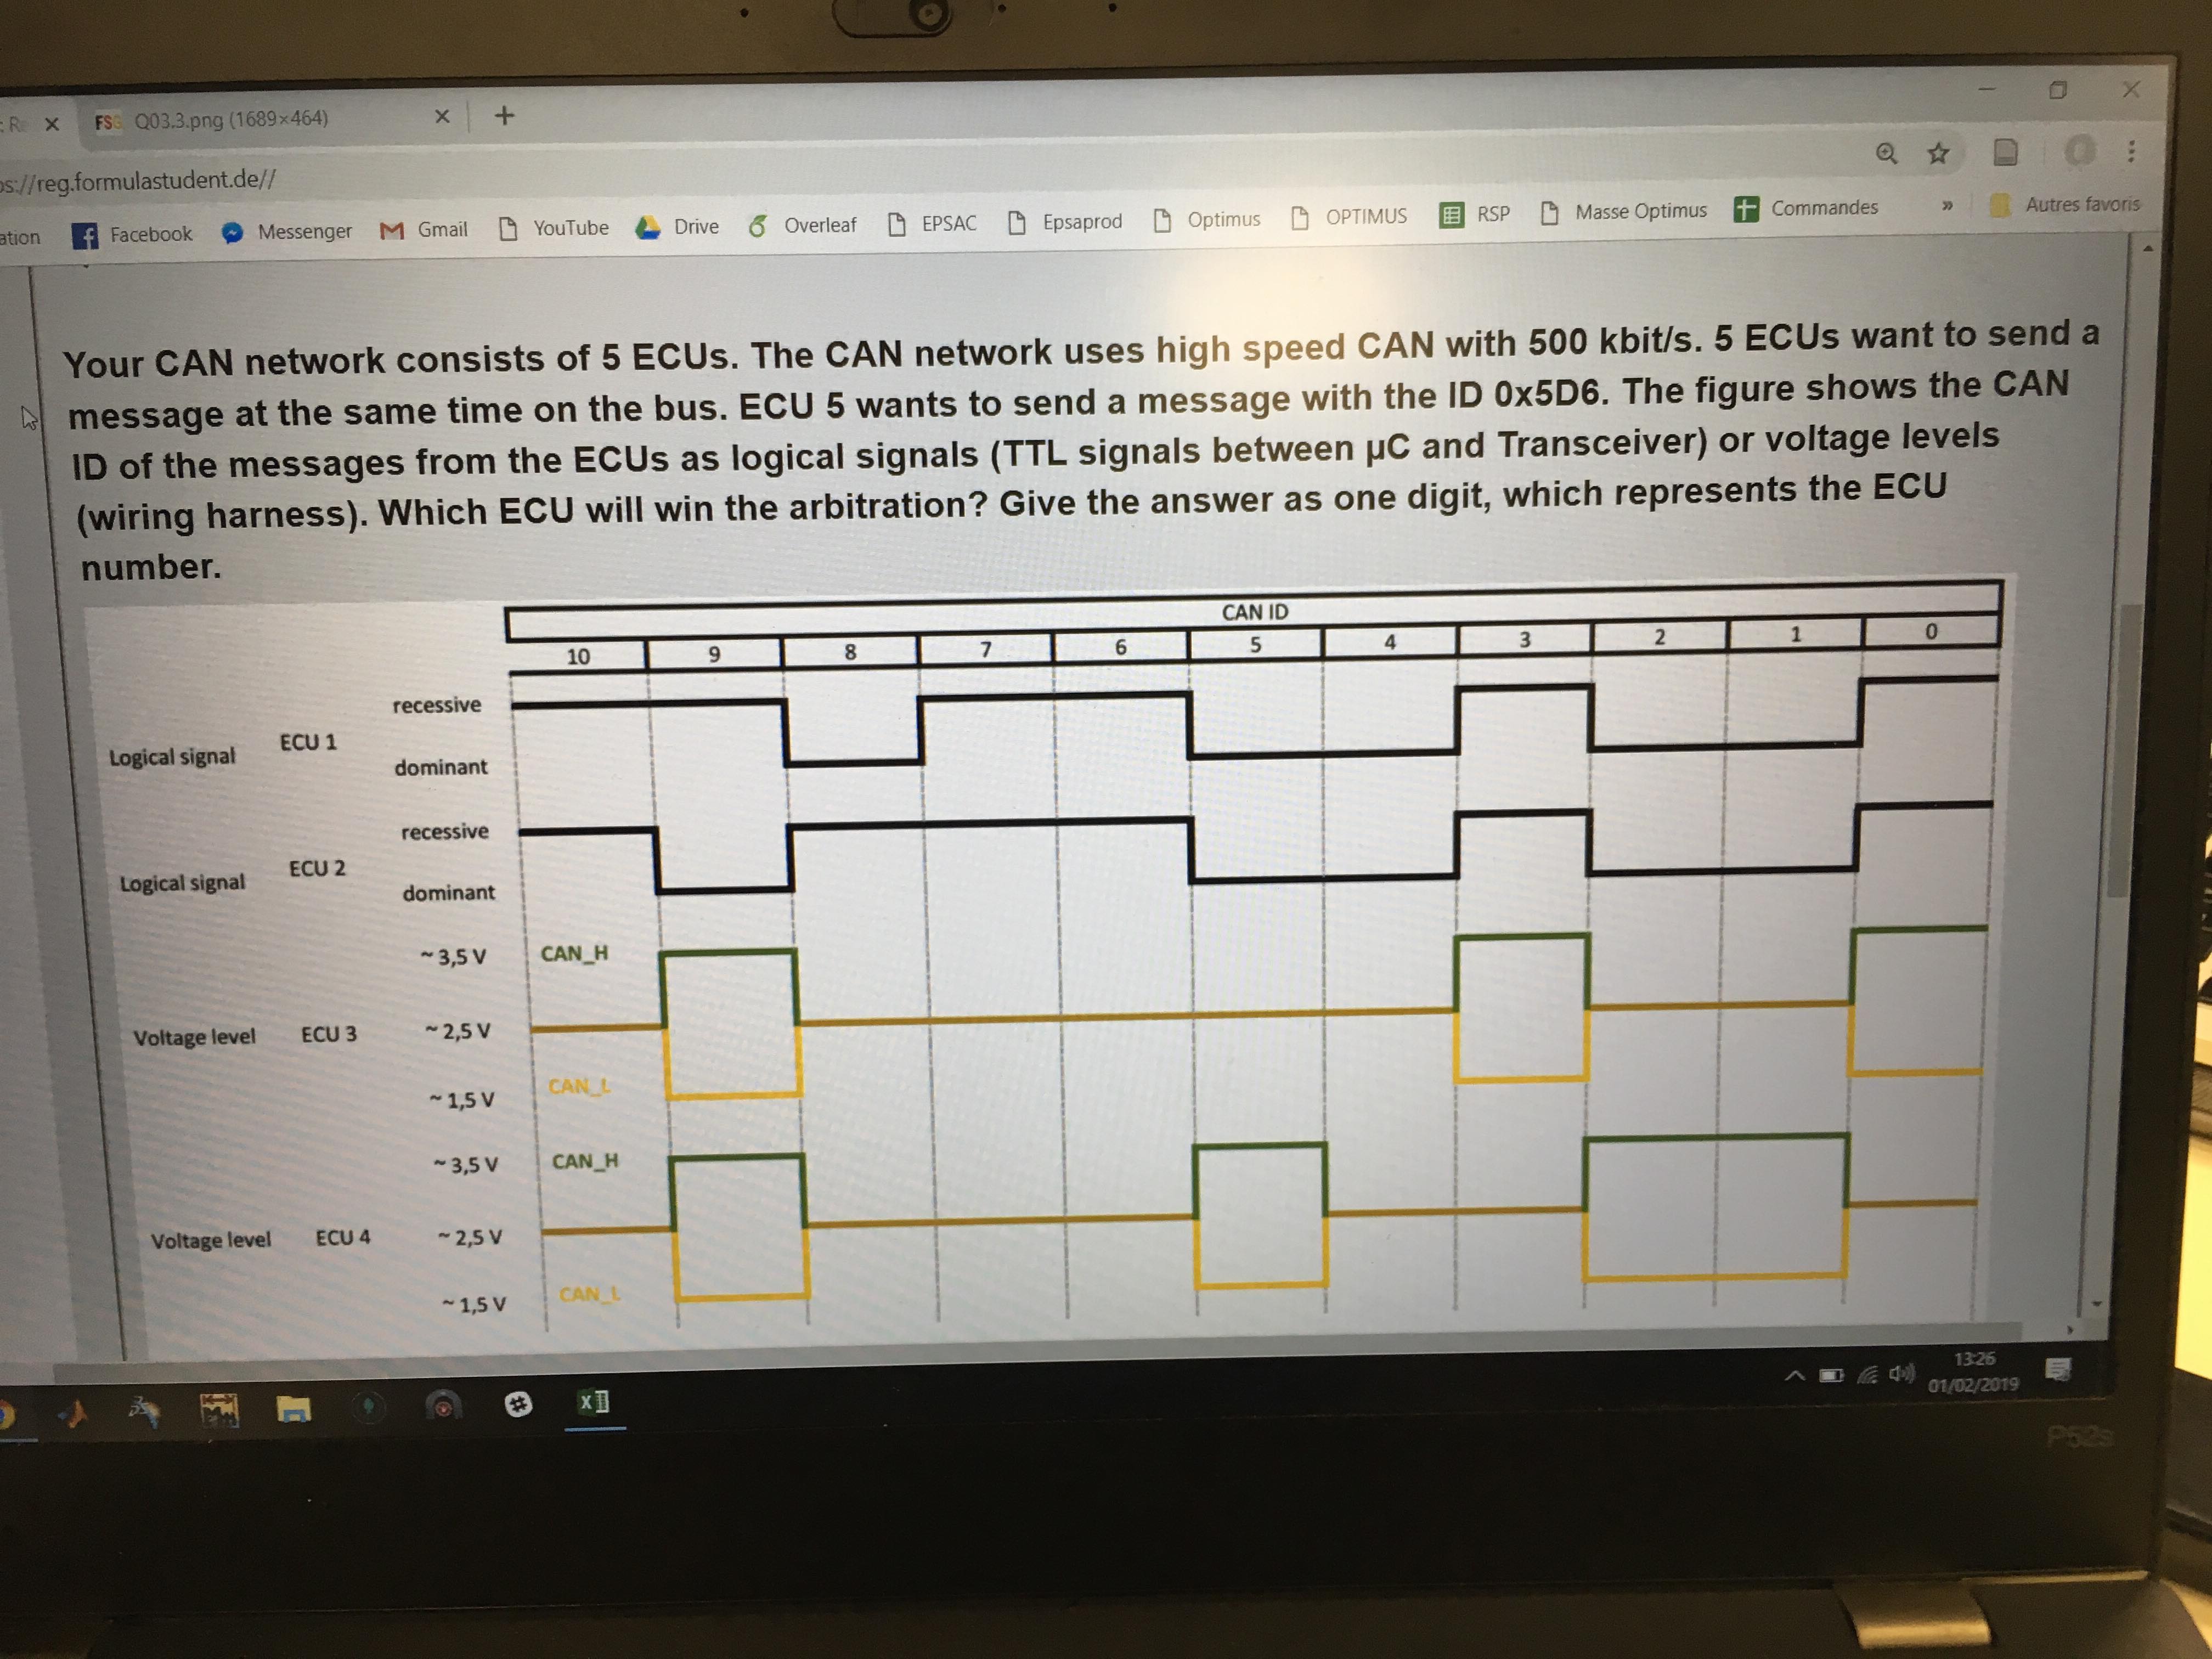 FSG Q03.3.png (1689×464)
ps://reg.formulastudent.de//
ation Facebook Messenger Gmail YouTube Drive Overleaf EPSAC Epsaprod Optimus OPTIMUS RSP Masse Optimus Commandes » Autres favoris
Your CAN network consists of 5 ECUs. The CAN network uses high speed CAN with 500 kbit/s. 5 ECUs want to send a
message at the same time on the bus. ECU 5 wants to send a message with the ID 0x5D6. The figure shows the CAN
ID of the messages from the ECUs as logical signals (TTL signals between µC and Transceiver) or voltage levels
(wiring harness). Which ECU will win the arbitration? Give the answer as one digit, which represents the ECU
number.
CAN ID
10 9 8 7 6 5 4 3 2 1 0
recessive
Logical signal ECU 1
dominant
recessive
Logical signal ECU 2
dominant
~ 3,5 V CAN_H
Voltage level ECU 3 ~ 2,5 V
CAN_L
~ 1,5 V
~ 3,5 V CAN_H
Voltage level ECU 4 ~ 2,5 V
CAN_L
~ 1,5 V
13:26
01/02/2019
P52s